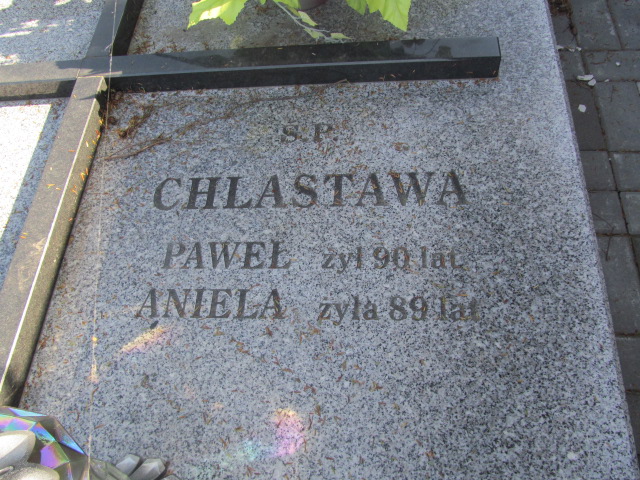 S.P.
CHLASTAWA
PAWEŁ żył 90 lat
ANIELA żyła 89 lat